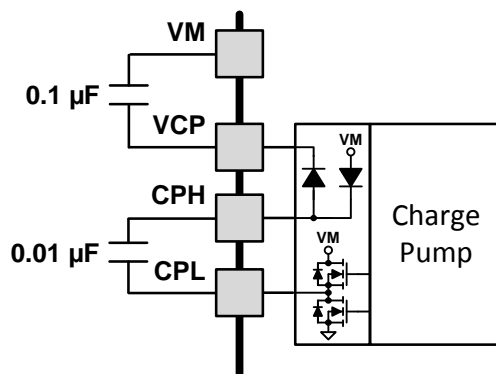 VM
0.1 µF
VCP
VM
CPH
Charge
Pump
0.01 µF
VM
CPL